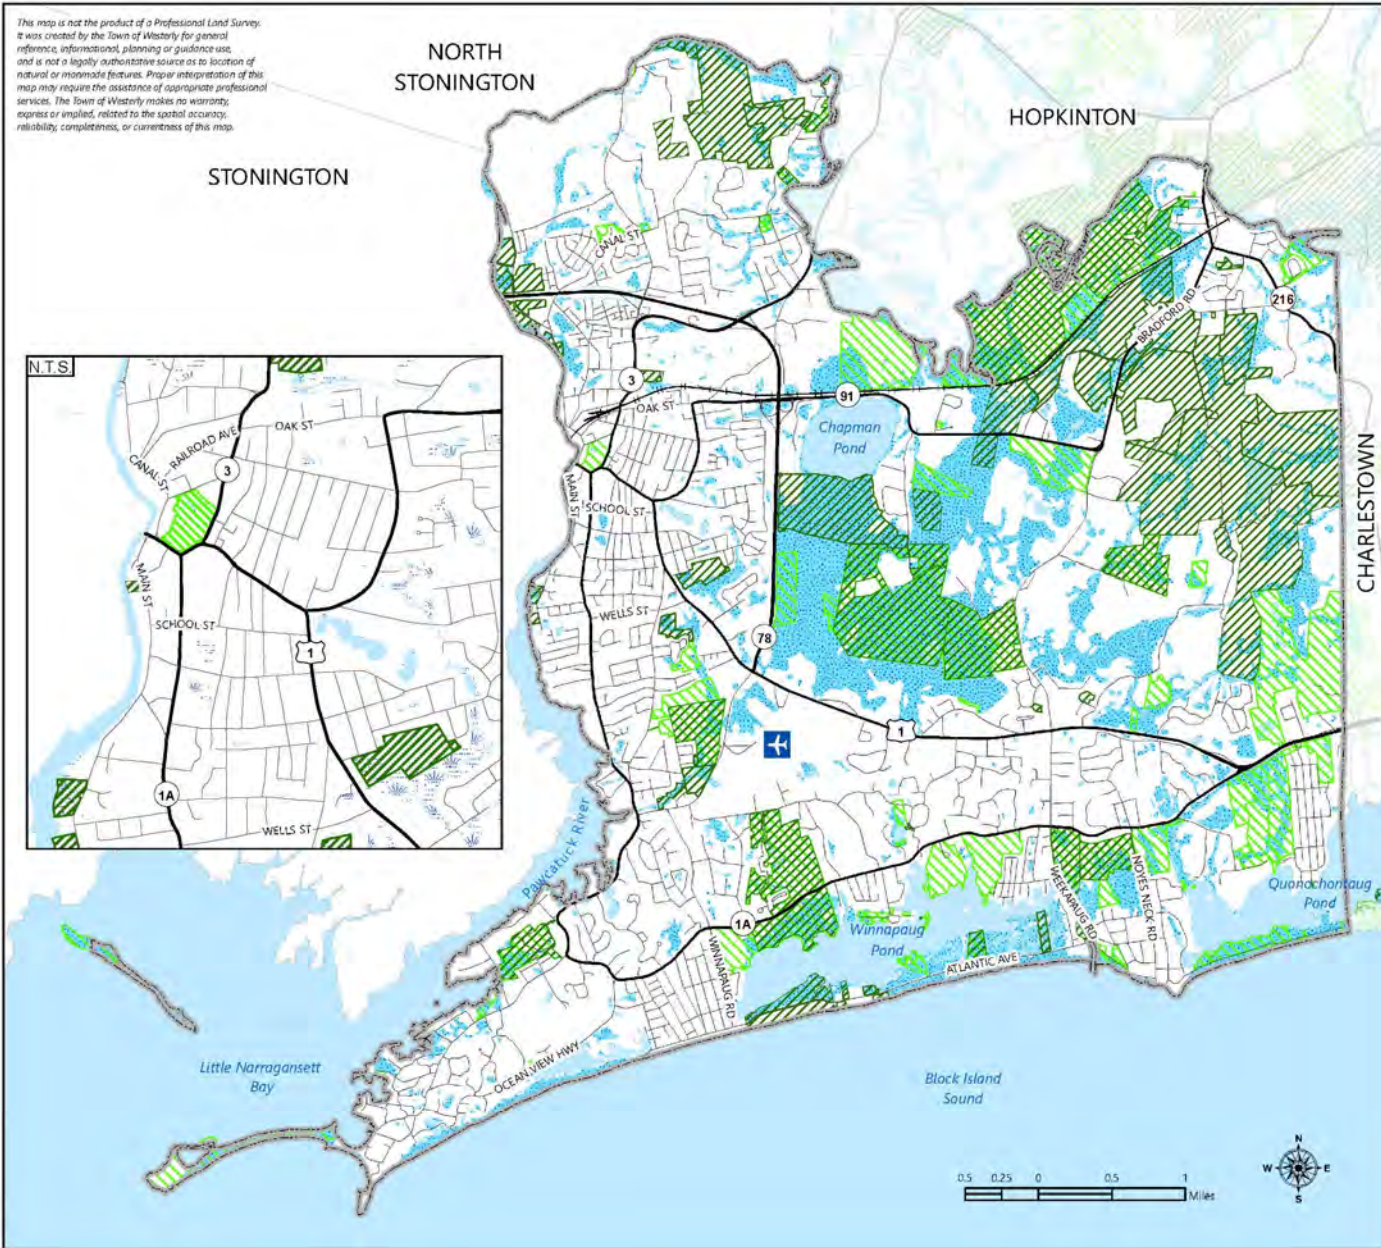 This map is not the product of a Professional Land Survey.
It was created by the Town of Westerly for general
reference, informational, planning or guidance use,
and is not a legally authoritative source as to location of
natural or manmade features. Proper interpretation of this
map may require the assistance of appropriate professional
services. The Town of Westerly makes no warranty,
express or implied, related to the spatial accuracy,
reliability, completeness, or currentness of this map.
NORTH
STONINGTON
HOPKINTON
STONINGTON
CANAL ST
216
BRADFORD RD
3
OAK ST
91
Chapman
Pond
MAIN ST
SCHOOL ST
CHARLESTOWN
WELLS ST
78
1
Pawcatuck River
1A
WINNAPAUG RD
Winnapaug
Pond
WEEKAPAUG RD
NOYES NECK RD
Quonochontaug
Pond
ATLANTIC AVE
OCEAN VIEW HWY
Little Narragansett
Bay
Block Island
Sound
N.T.S.
OAK ST
RAILROAD AVE
CANAL ST
3
MAIN ST
SCHOOL ST
1
1A
WELLS ST
N
W
E
S
0.5 0.25 0 0.5 1
Miles